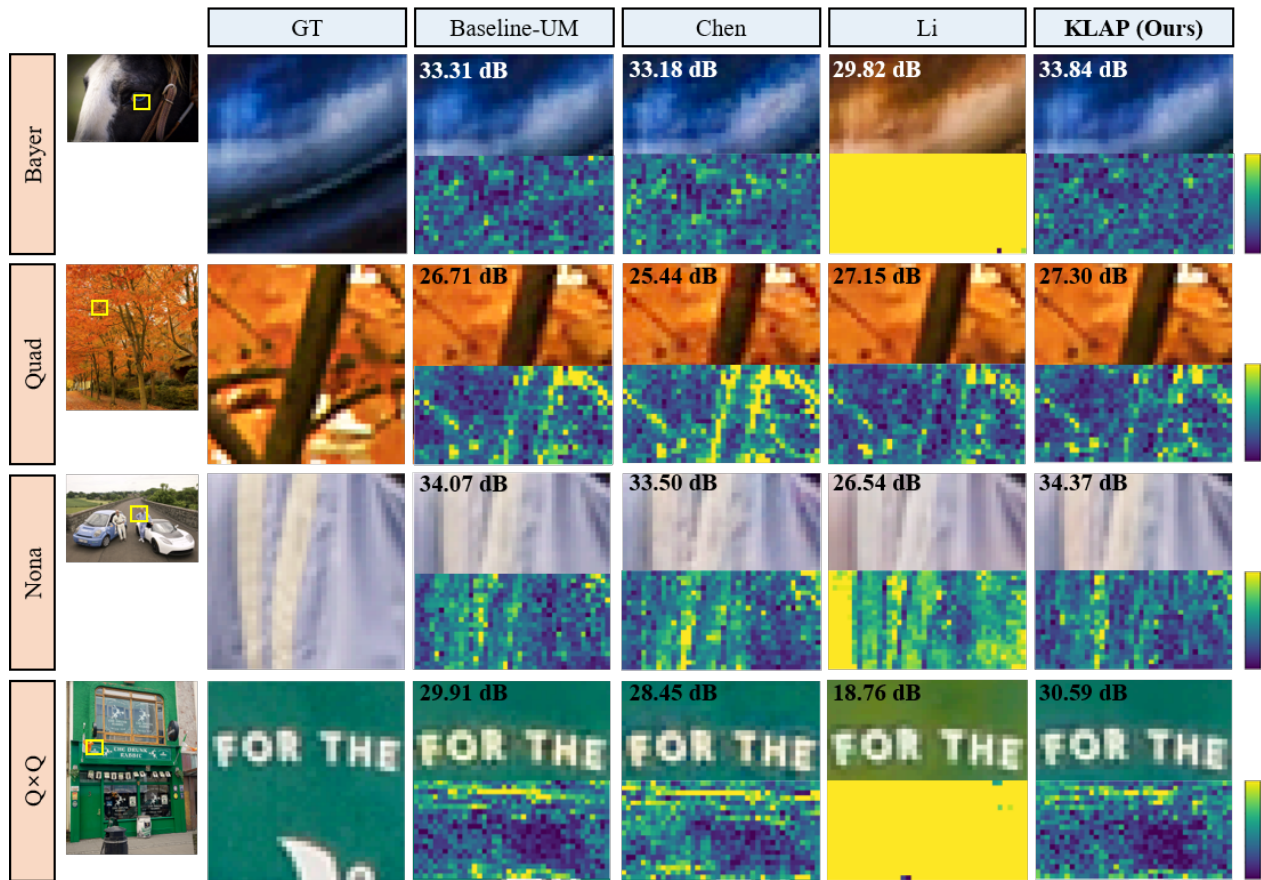 GT Baseline-UM Chen Li KLAP (Ours)
Bayer
33.31 dB 33.18 dB 29.82 dB 33.84 dB
Quad
26.71 dB 25.44 dB 27.15 dB 27.30 dB
Nona
34.07 dB 33.50 dB 26.54 dB 34.37 dB
Q×Q
29.91 dB 28.45 dB 18.76 dB 30.59 dB
THE DRUNK
RABBIT
FOR THE FOR THE FOR THE FOR THE FOR THE